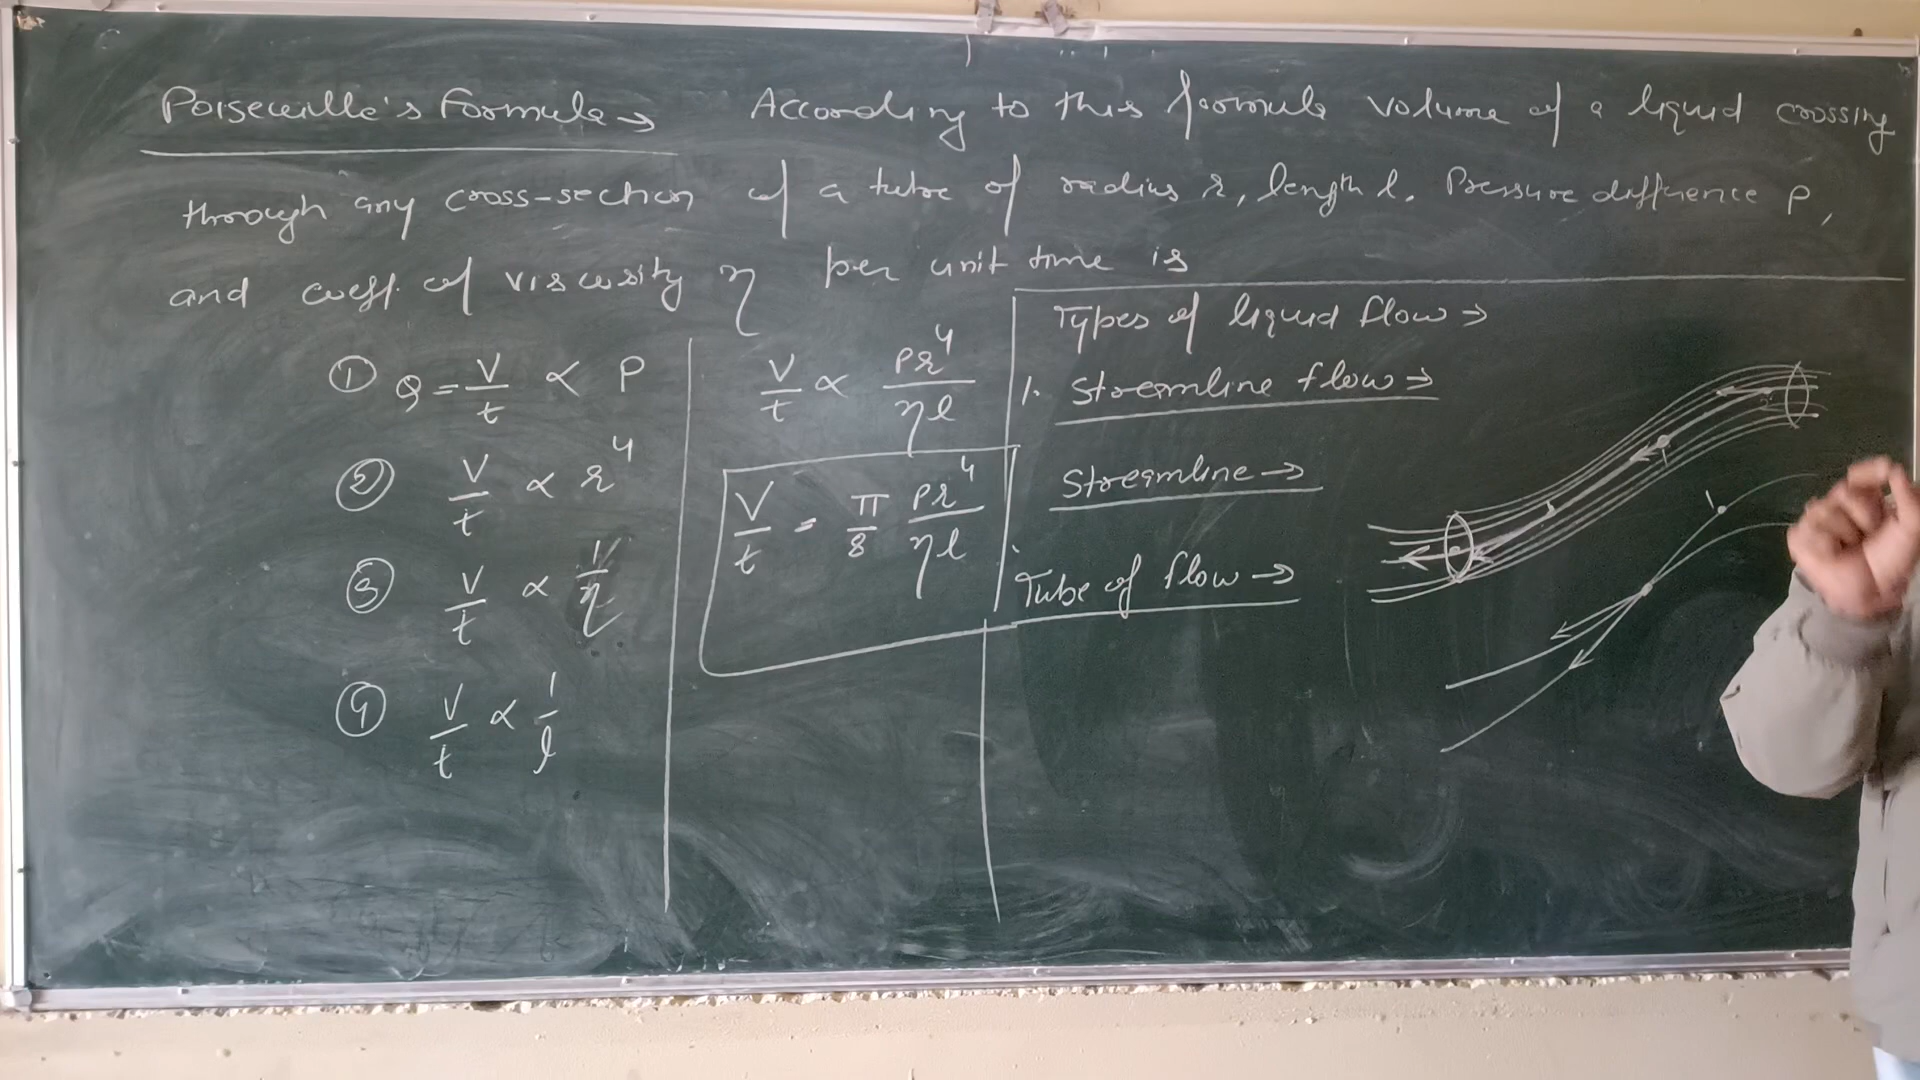 Poiseuille's Formula → According to this formula volume of a liquid crossing
through any cross-section of a tube of radius r, length l. Pressure difference P,
and coeff. of viscosity η per unit time is
① Q = V/t ∝ P
② V/t ∝ r⁴
③ V/t ∝ 1/η
④ V/t ∝ 1/l
V/t ∝ Pr⁴/ηl
V/t = π/8 Pr⁴/ηl
Types of liquid flow →
1. Streamline flow →
Streamline →
Tube of flow →